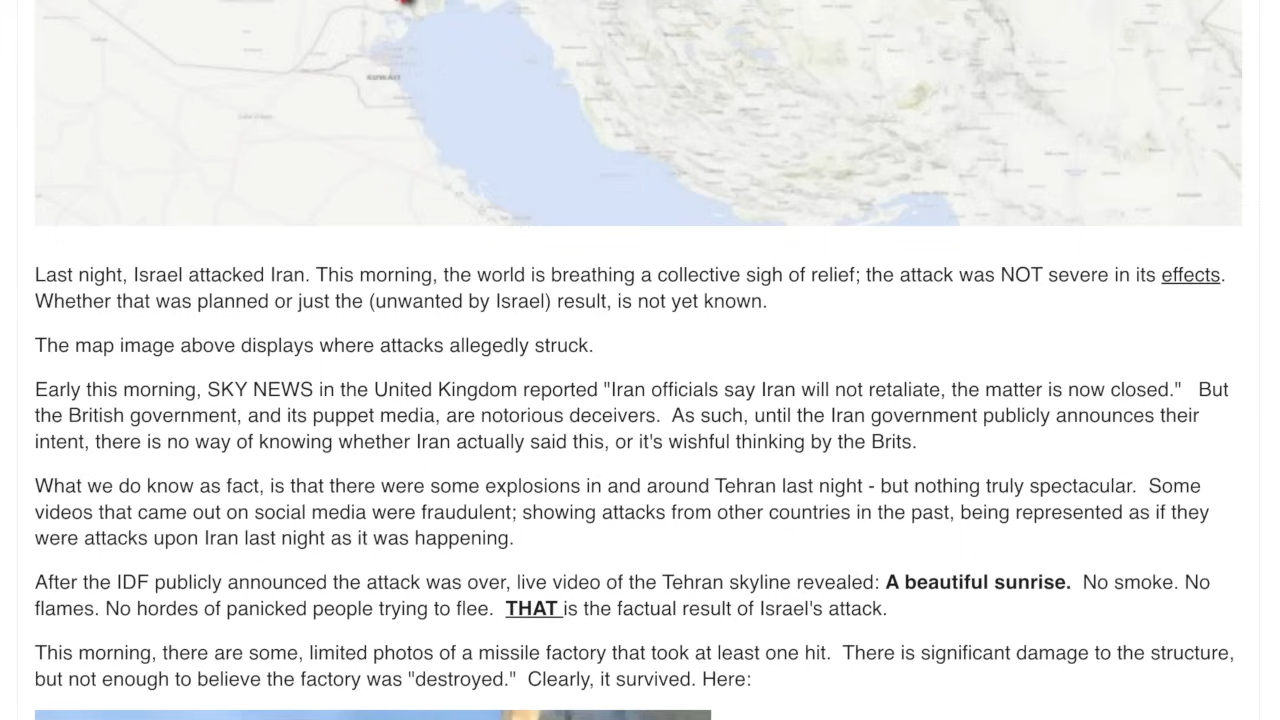 KUWAIT
Last night, Israel attacked Iran. This morning, the world is breathing a collective sigh of relief; the attack was NOT severe in its effects.
Whether that was planned or just the (unwanted by Israel) result, is not yet known.
The map image above displays where attacks allegedly struck.
Early this morning, SKY NEWS in the United Kingdom reported "Iran officials say Iran will not retaliate, the matter is now closed."   But
the British government, and its puppet media, are notorious deceivers.  As such, until the Iran government publicly announces their
intent, there is no way of knowing whether Iran actually said this, or it's wishful thinking by the Brits.
What we do know as fact, is that there were some explosions in and around Tehran last night - but nothing truly spectacular.  Some
videos that came out on social media were fraudulent; showing attacks from other countries in the past, being represented as if they
were attacks upon Iran last night as it was happening.
After the IDF publicly announced the attack was over, live video of the Tehran skyline revealed: A beautiful sunrise.  No smoke. No
flames. No hordes of panicked people trying to flee.  THAT is the factual result of Israel's attack.
This morning, there are some, limited photos of a missile factory that took at least one hit.  There is significant damage to the structure,
but not enough to believe the factory was "destroyed."  Clearly, it survived. Here: